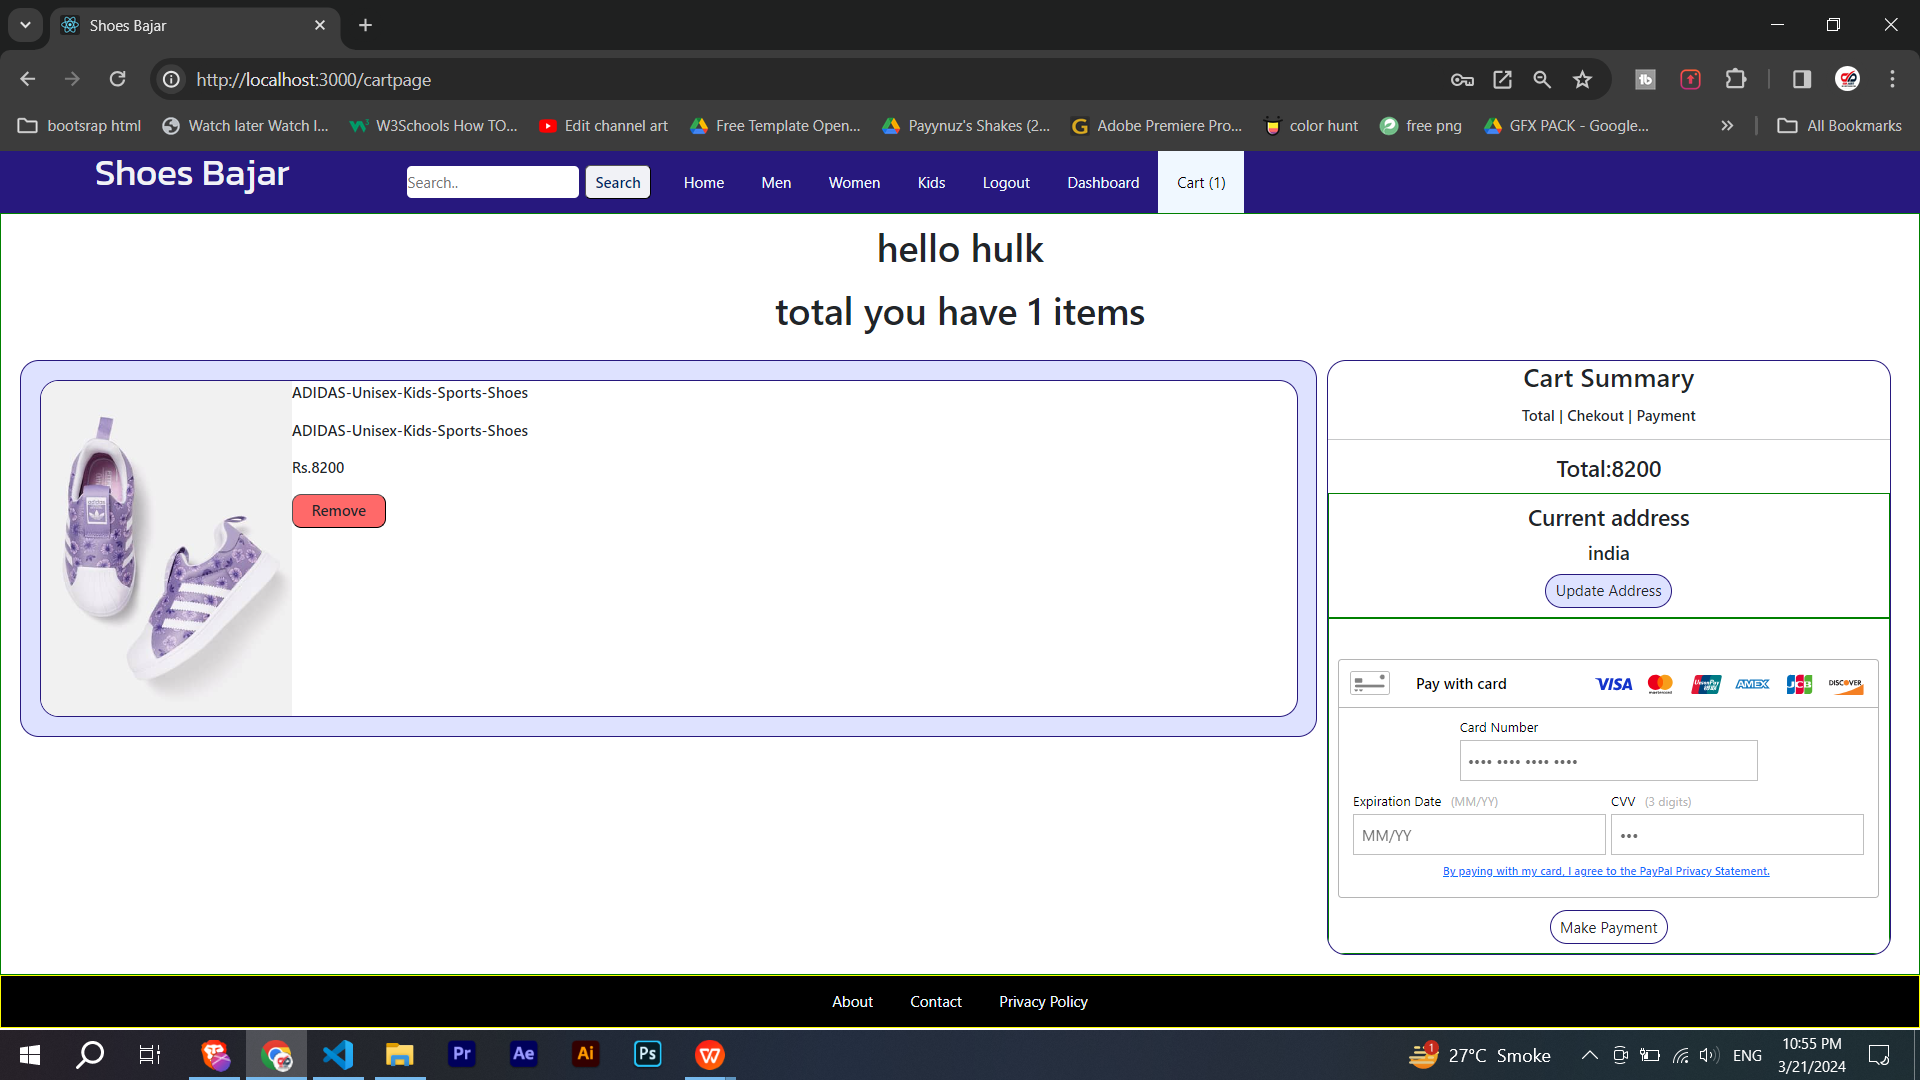 Shoes Bajar
http://localhost:3000/cartpage
bootsrap html
Watch later Watch l...
W3Schools How TO...
Edit channel art
Free Template Open...
Payynuz's Shakes (2...
Adobe Premiere Pro...
color hunt
free png
GFX PACK - Google...
All Bookmarks
Shoes Bajar
Search..
Search
Home
Men
Women
Kids
Logout
Dashboard
Cart (1)
hello hulk
total you have 1 items
ADIDAS-Unisex-Kids-Sports-Shoes
ADIDAS-Unisex-Kids-Sports-Shoes
Rs.8200
Remove
Cart Summary
Total | Chekout | Payment
Total:8200
Current address
india
Update Address
Pay with card
VISA
mastercard
UnionPay
AMEX
JCB
DISCOVER
Card Number
•••• •••• •••• ••••
Expiration Date (MM/YY)
CVV (3 digits)
MM/YY
•••
By paying with my card, I agree to the PayPal Privacy Statement.
Make Payment
About
Contact
Privacy Policy
Pr
Ae
Ai
Ps
1
27°C Smoke
ENG
10:55 PM
3/21/2024